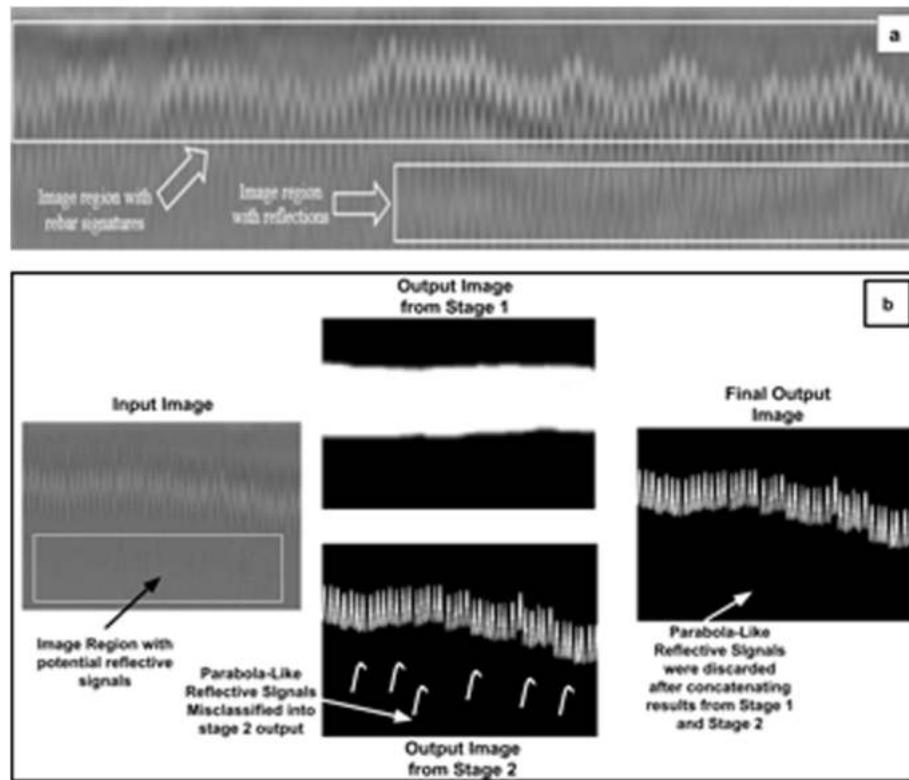 a
Image region with
rebar signatures
Image region
with reflections
b
Output Image
from Stage 1
Input Image
Final Output
Image
Image Region with
potential reflective
signals
Parabola-Like
Reflective SIgnals
Misclassified into
stage 2 output
Output Image
from Stage 2
Parabola-Like
Reflective SIgnals
were discarded
after concatenating
results from Stage 1
and Stage 2